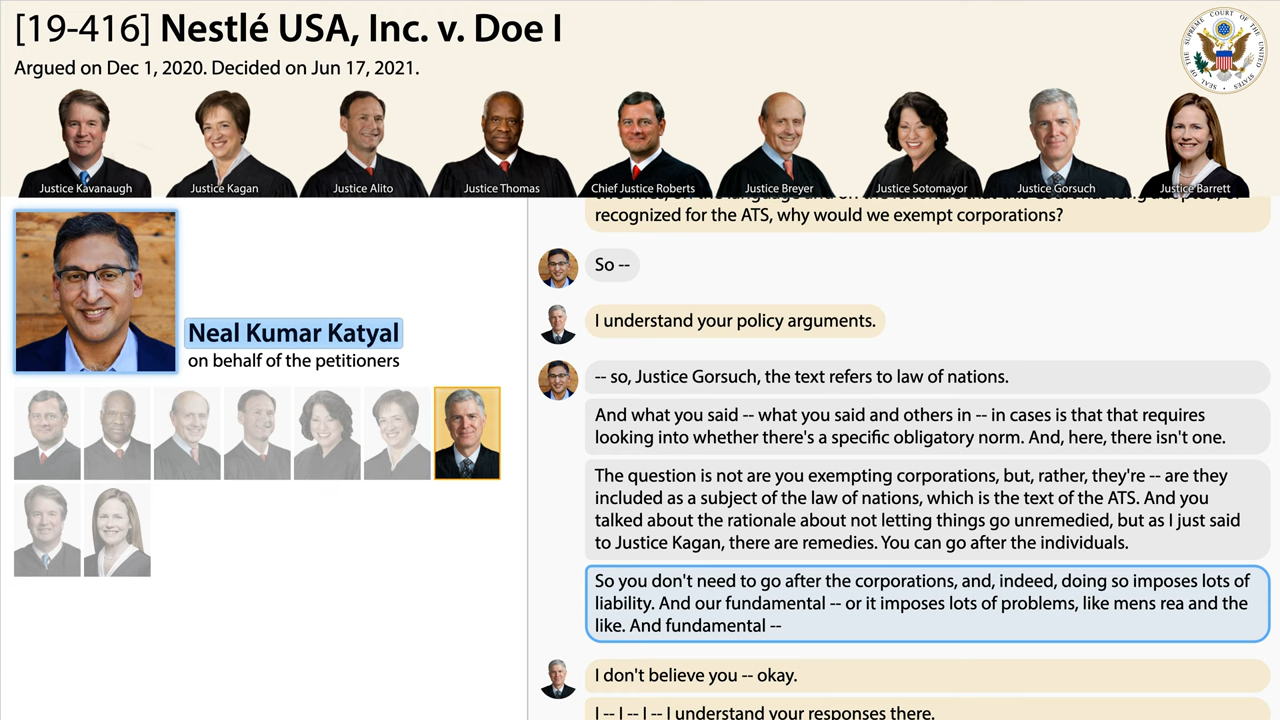 [19-416] Nestlé USA, Inc. v. Doe I
Argued on Dec 1, 2020. Decided on Jun 17, 2021.
SEAL OF THE SUPREME COURT OF THE UNITED STATES
Justice Kavanaugh
Justice Kagan
Justice Alito
Justice Thomas
Chief Justice Roberts
Justice Breyer
Justice Sotomayor
Justice Gorsuch
Justice Barrett
Neal Kumar Katyal
on behalf of the petitioners
recognized for the ATS, why would we exempt corporations?
So --
I understand your policy arguments.
-- so, Justice Gorsuch, the text refers to law of nations.
And what you said -- what you said and others in -- in cases is that that requires
looking into whether there's a specific obligatory norm. And, here, there isn't one.
The question is not are you exempting corporations, but, rather, they're -- are they
included as a subject of the law of nations, which is the text of the ATS. And you
talked about the rationale about not letting things go unremedied, but as I just said
to Justice Kagan, there are remedies. You can go after the individuals.
So you don't need to go after the corporations, and, indeed, doing so imposes lots of
liability. And our fundamental -- or it imposes lots of problems, like mens rea and the
like. And fundamental --
I don't believe you -- okay.
I -- I -- I -- I understand your responses there.